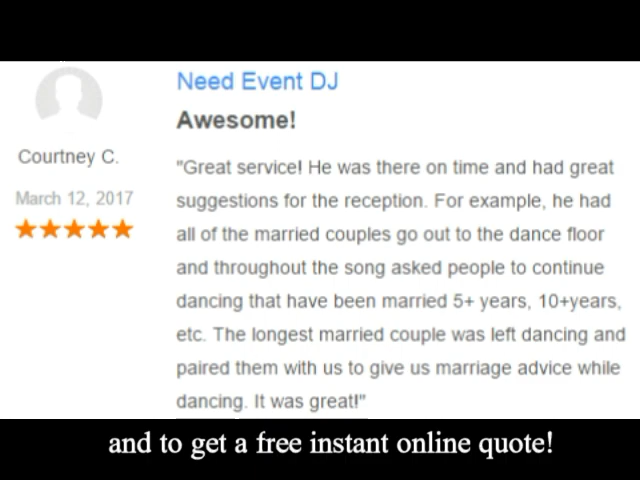 Need Event DJ
Awesome!
Courtney C.
March 12, 2017
"Great service! He was there on time and had great
suggestions for the reception. For example, he had
all of the married couples go out to the dance floor
and throughout the song asked people to continue
dancing that have been married 5+ years, 10+years,
etc. The longest married couple was left dancing and
paired them with us to give us marriage advice while
dancing. It was great!"
and to get a free instant online quote!